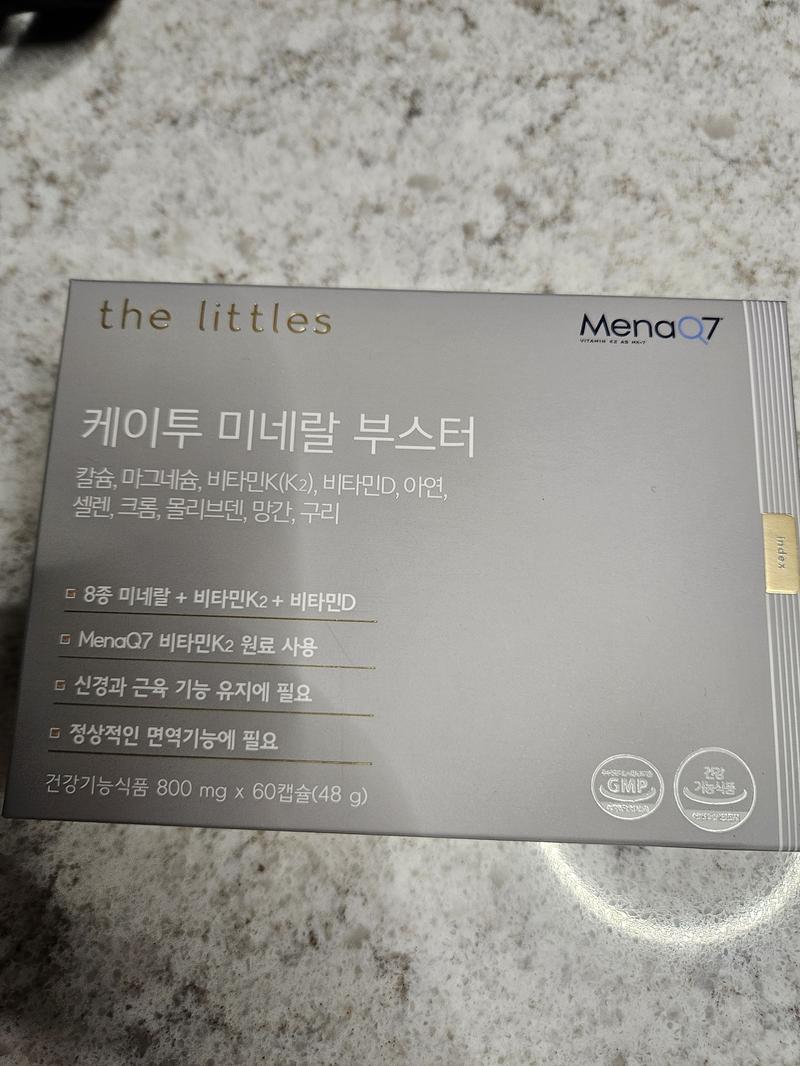 the littles
MenaQ7
VITAMIN K2 AS MK-7
케이투 미네랄 부스터
칼슘, 마그네슘, 비타민K(K2), 비타민D, 아연,
셀렌, 크롬, 몰리브덴, 망간, 구리
index
8종 미네랄 + 비타민K2 + 비타민D
MenaQ7 비타민K2 원료 사용
신경과 근육 기능 유지에 필요
정상적인 면역기능에 필요
건강기능식품 800 mg x 60캡슐(48 g)
GMP
건강
기능식품